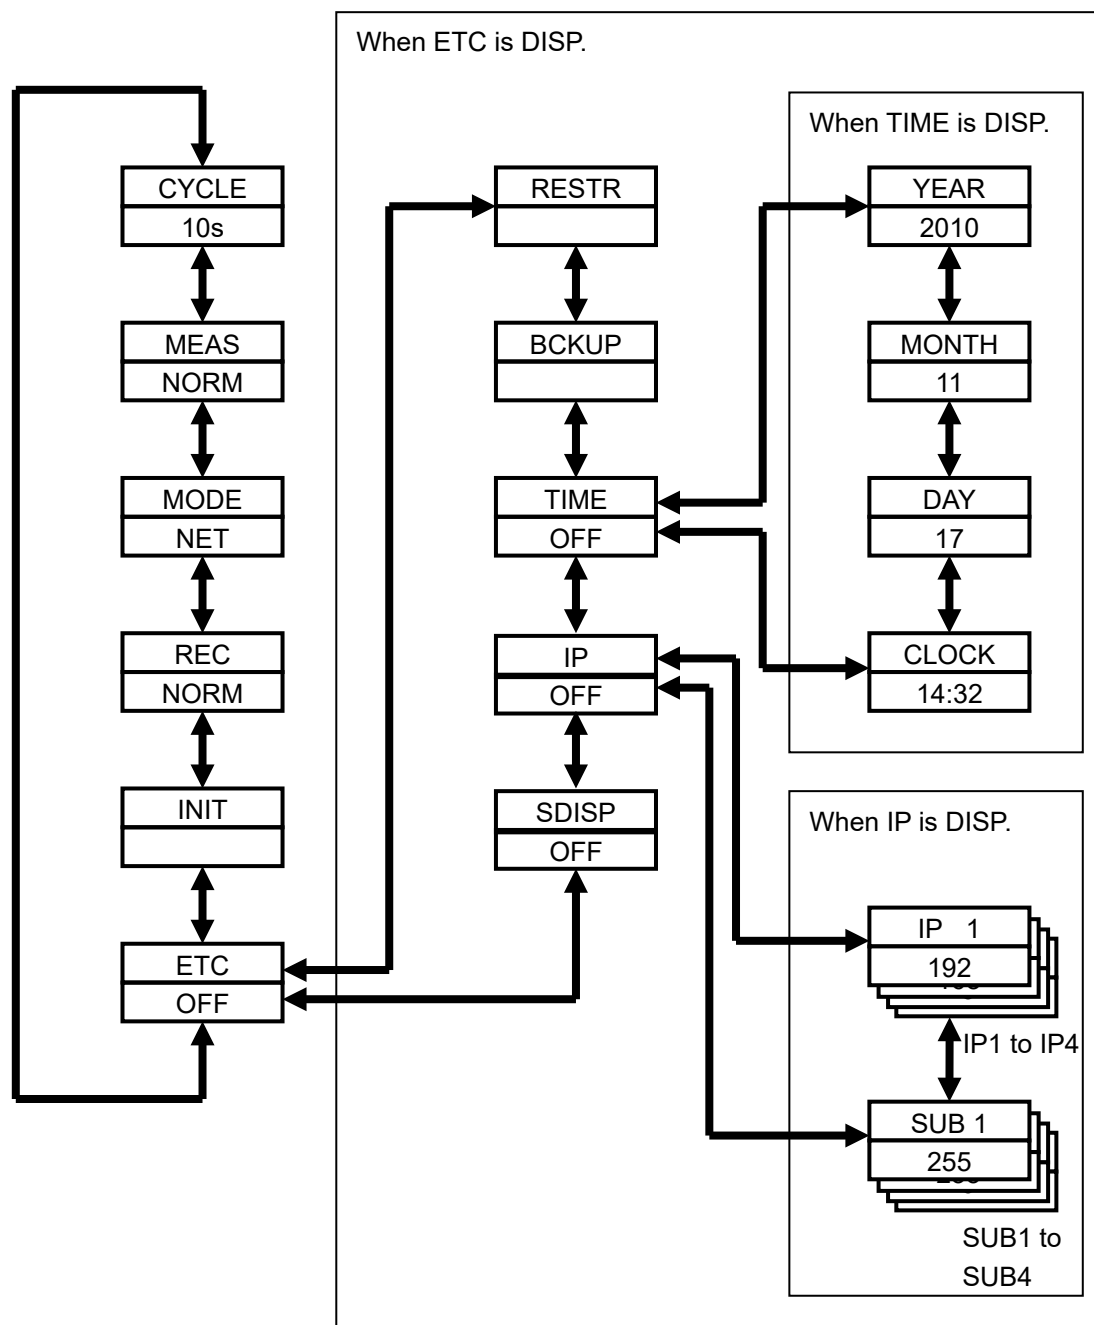 When ETC is DISP.
When TIME is DISP.
CYCLE
10s
MEAS
NORM
MODE
NET
REC
NORM
INIT
ETC
OFF
RESTR
BCKUP
TIME
OFF
IP
OFF
SDISP
OFF
YEAR
2010
MONTH
11
DAY
17
CLOCK
14:32
When IP is DISP.
IP 1
192
IP1 to IP4
SUB 1
255
SUB1 to
SUB4